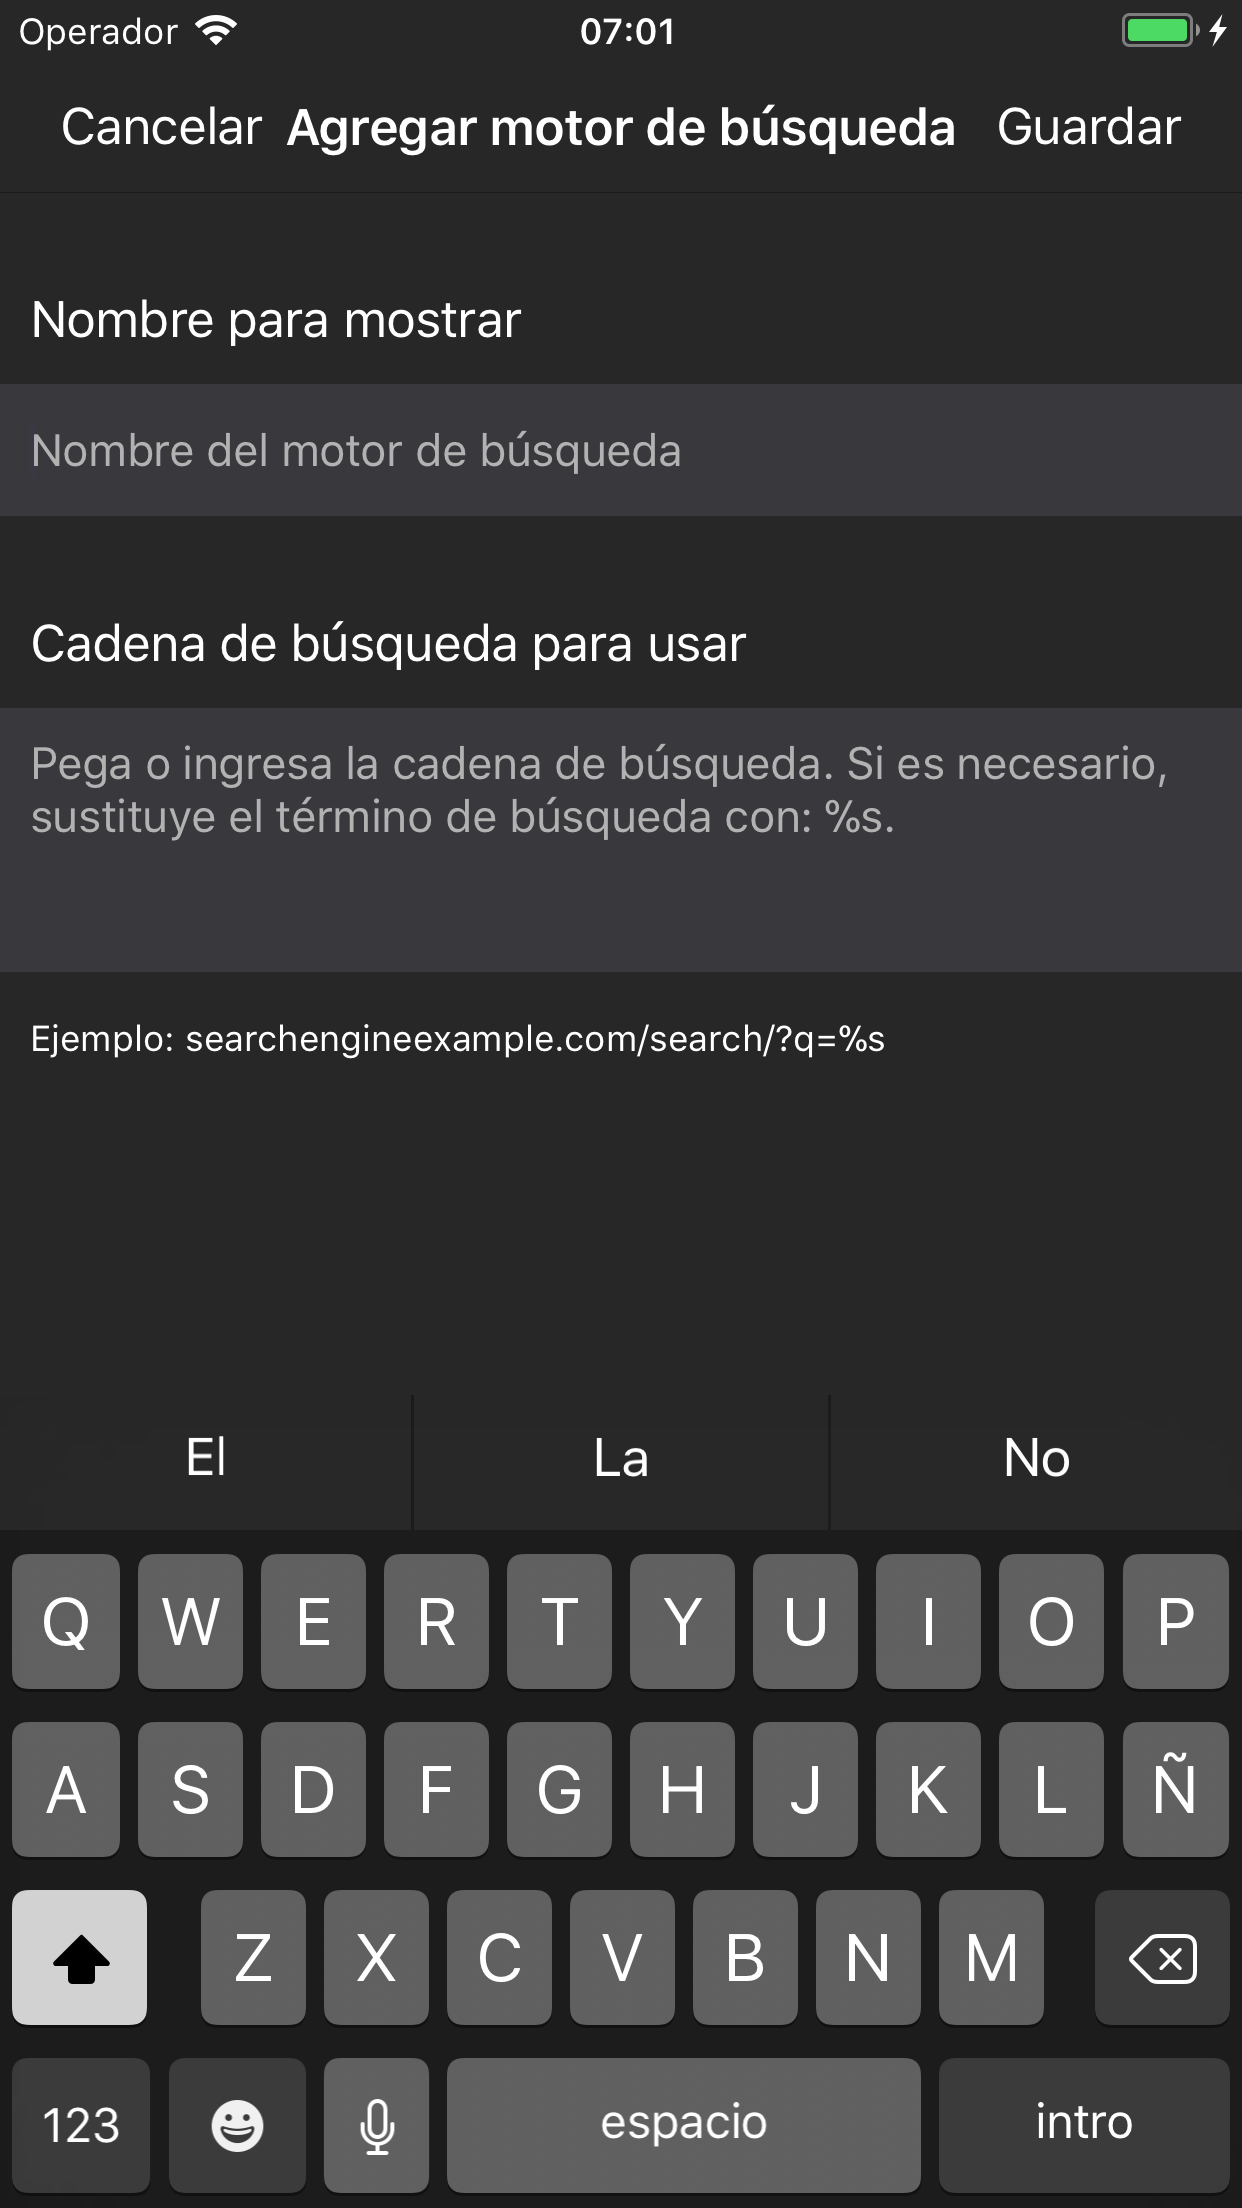 Operador 07:01
Cancelar Agregar motor de búsqueda Guardar
Nombre para mostrar
Nombre del motor de búsqueda
Cadena de búsqueda para usar
Pega o ingresa la cadena de búsqueda. Si es necesario,
sustituye el término de búsqueda con: %s.
Ejemplo: searchengineexample.com/search/?q=%s
El La No
Q W E R T Y U I O P
A S D F G H J K L Ñ
Z X C V B N M
123 espacio intro